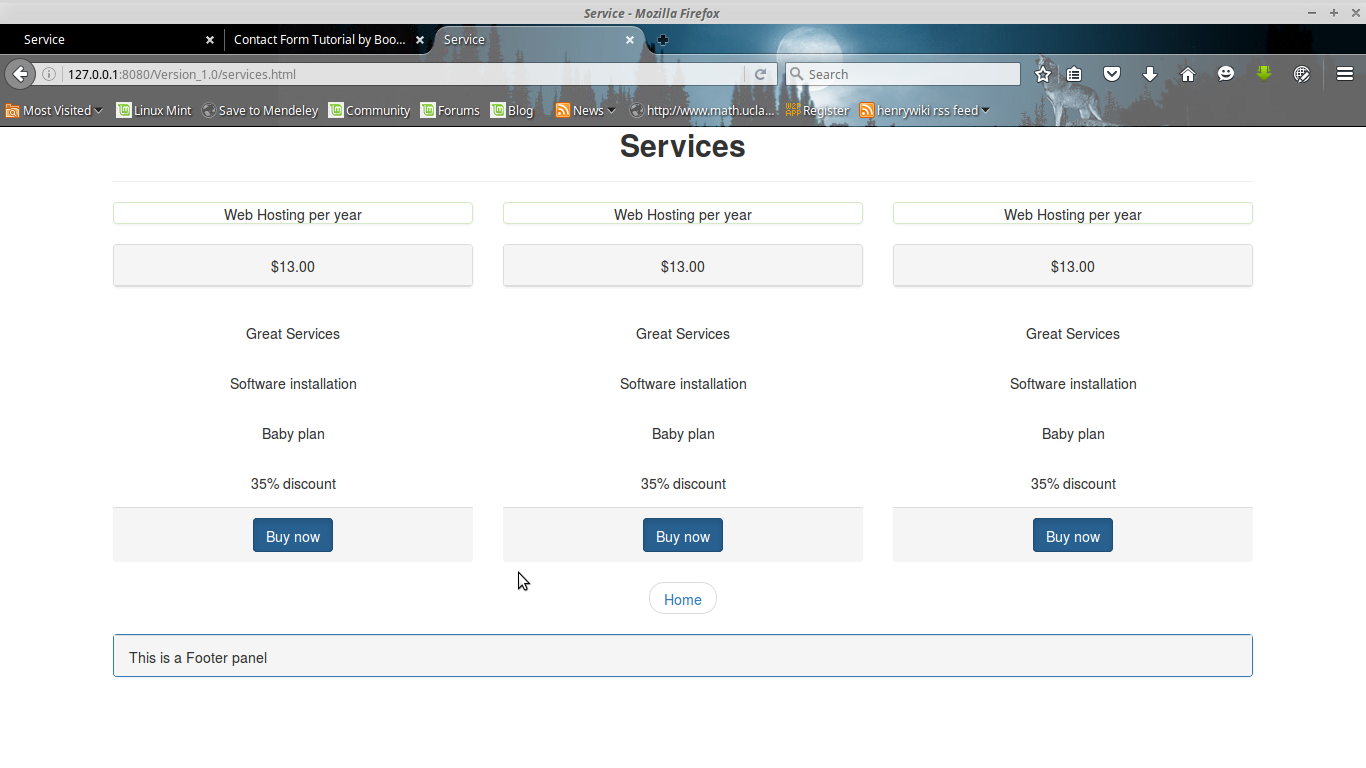 Service - Mozilla Firefox
Service
Contact Form Tutorial by Boo...
Service
127.0.0.1:8080/Version_1.0/services.html
Search
Most Visited
Linux Mint
Save to Mendeley
Community
Forums
Blog
News
http://www.math.ucla...
Register
henrywiki rss feed
Services
Web Hosting per year
Web Hosting per year
Web Hosting per year
$13.00
$13.00
$13.00
Great Services
Great Services
Great Services
Software installation
Software installation
Software installation
Baby plan
Baby plan
Baby plan
35% discount
35% discount
35% discount
Buy now
Buy now
Buy now
Home
This is a Footer panel